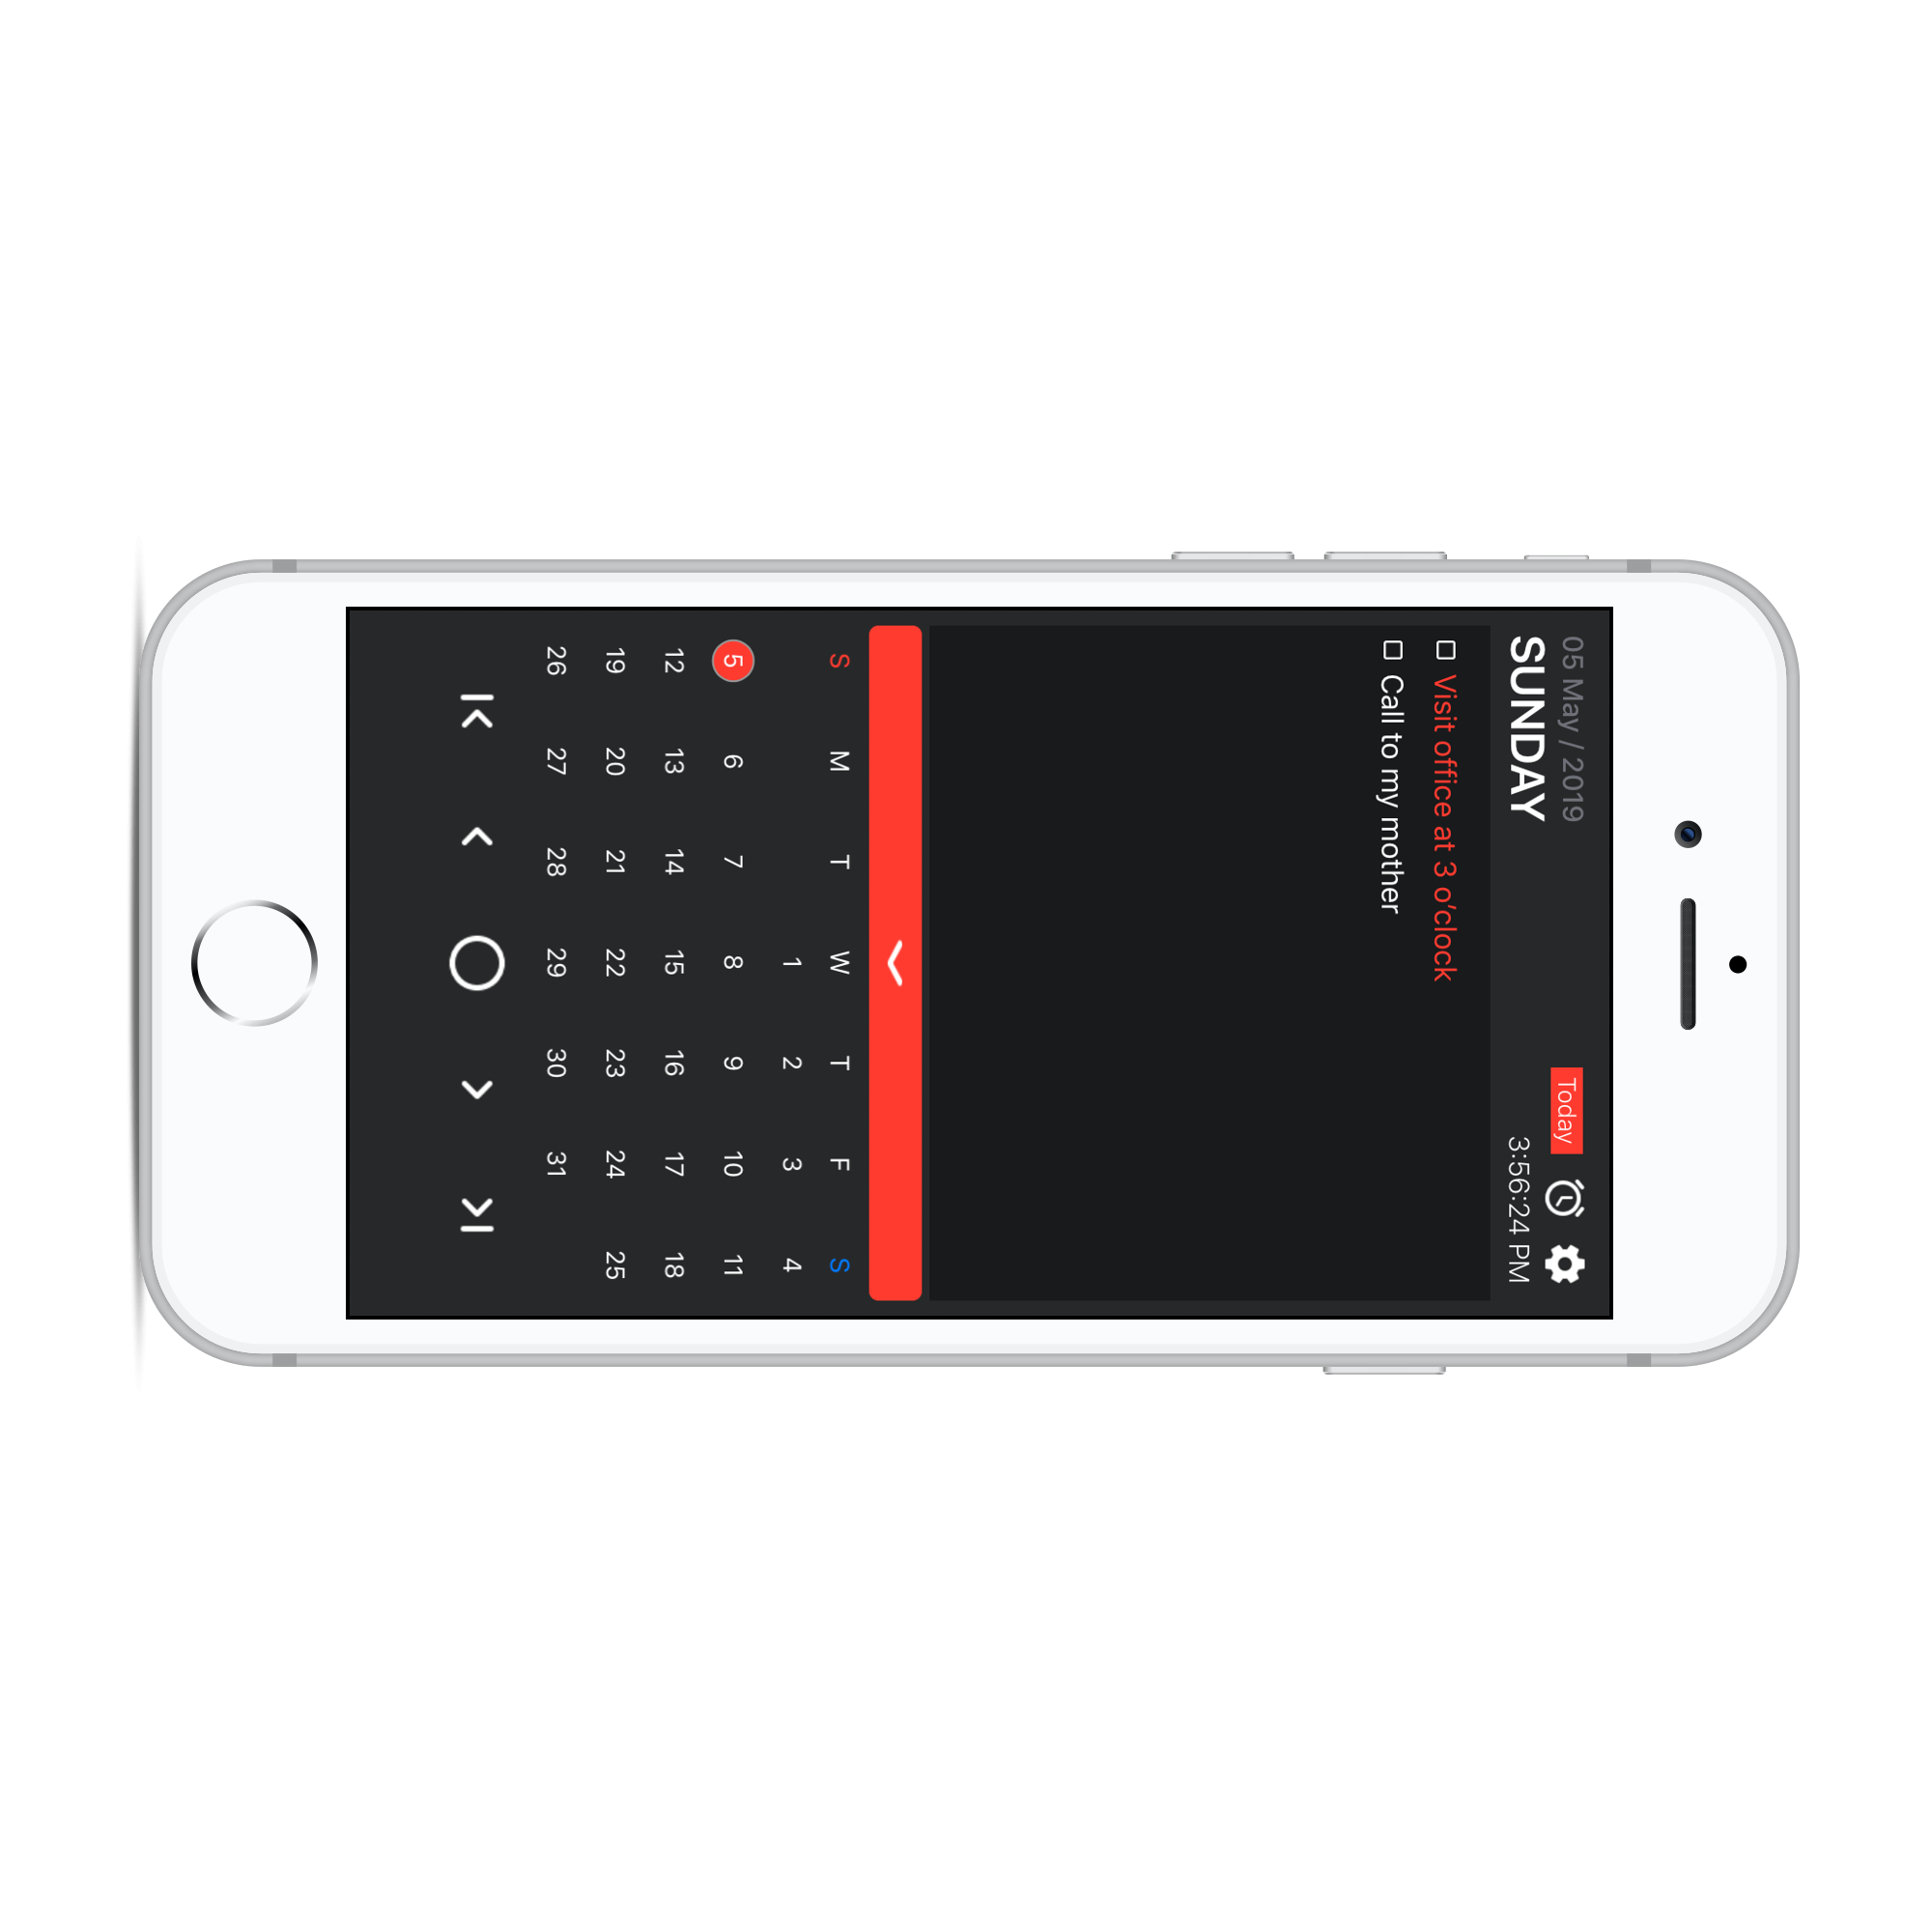 05 May / 2019
Today
SUNDAY
3:56:24 PM
Visit office at 3 o'clock
Call to my mother
S M T W T F S
1 2 3 4
5 6 7 8 9 10 11
12 13 14 15 16 17 18
19 20 21 22 23 24 25
26 27 28 29 30 31